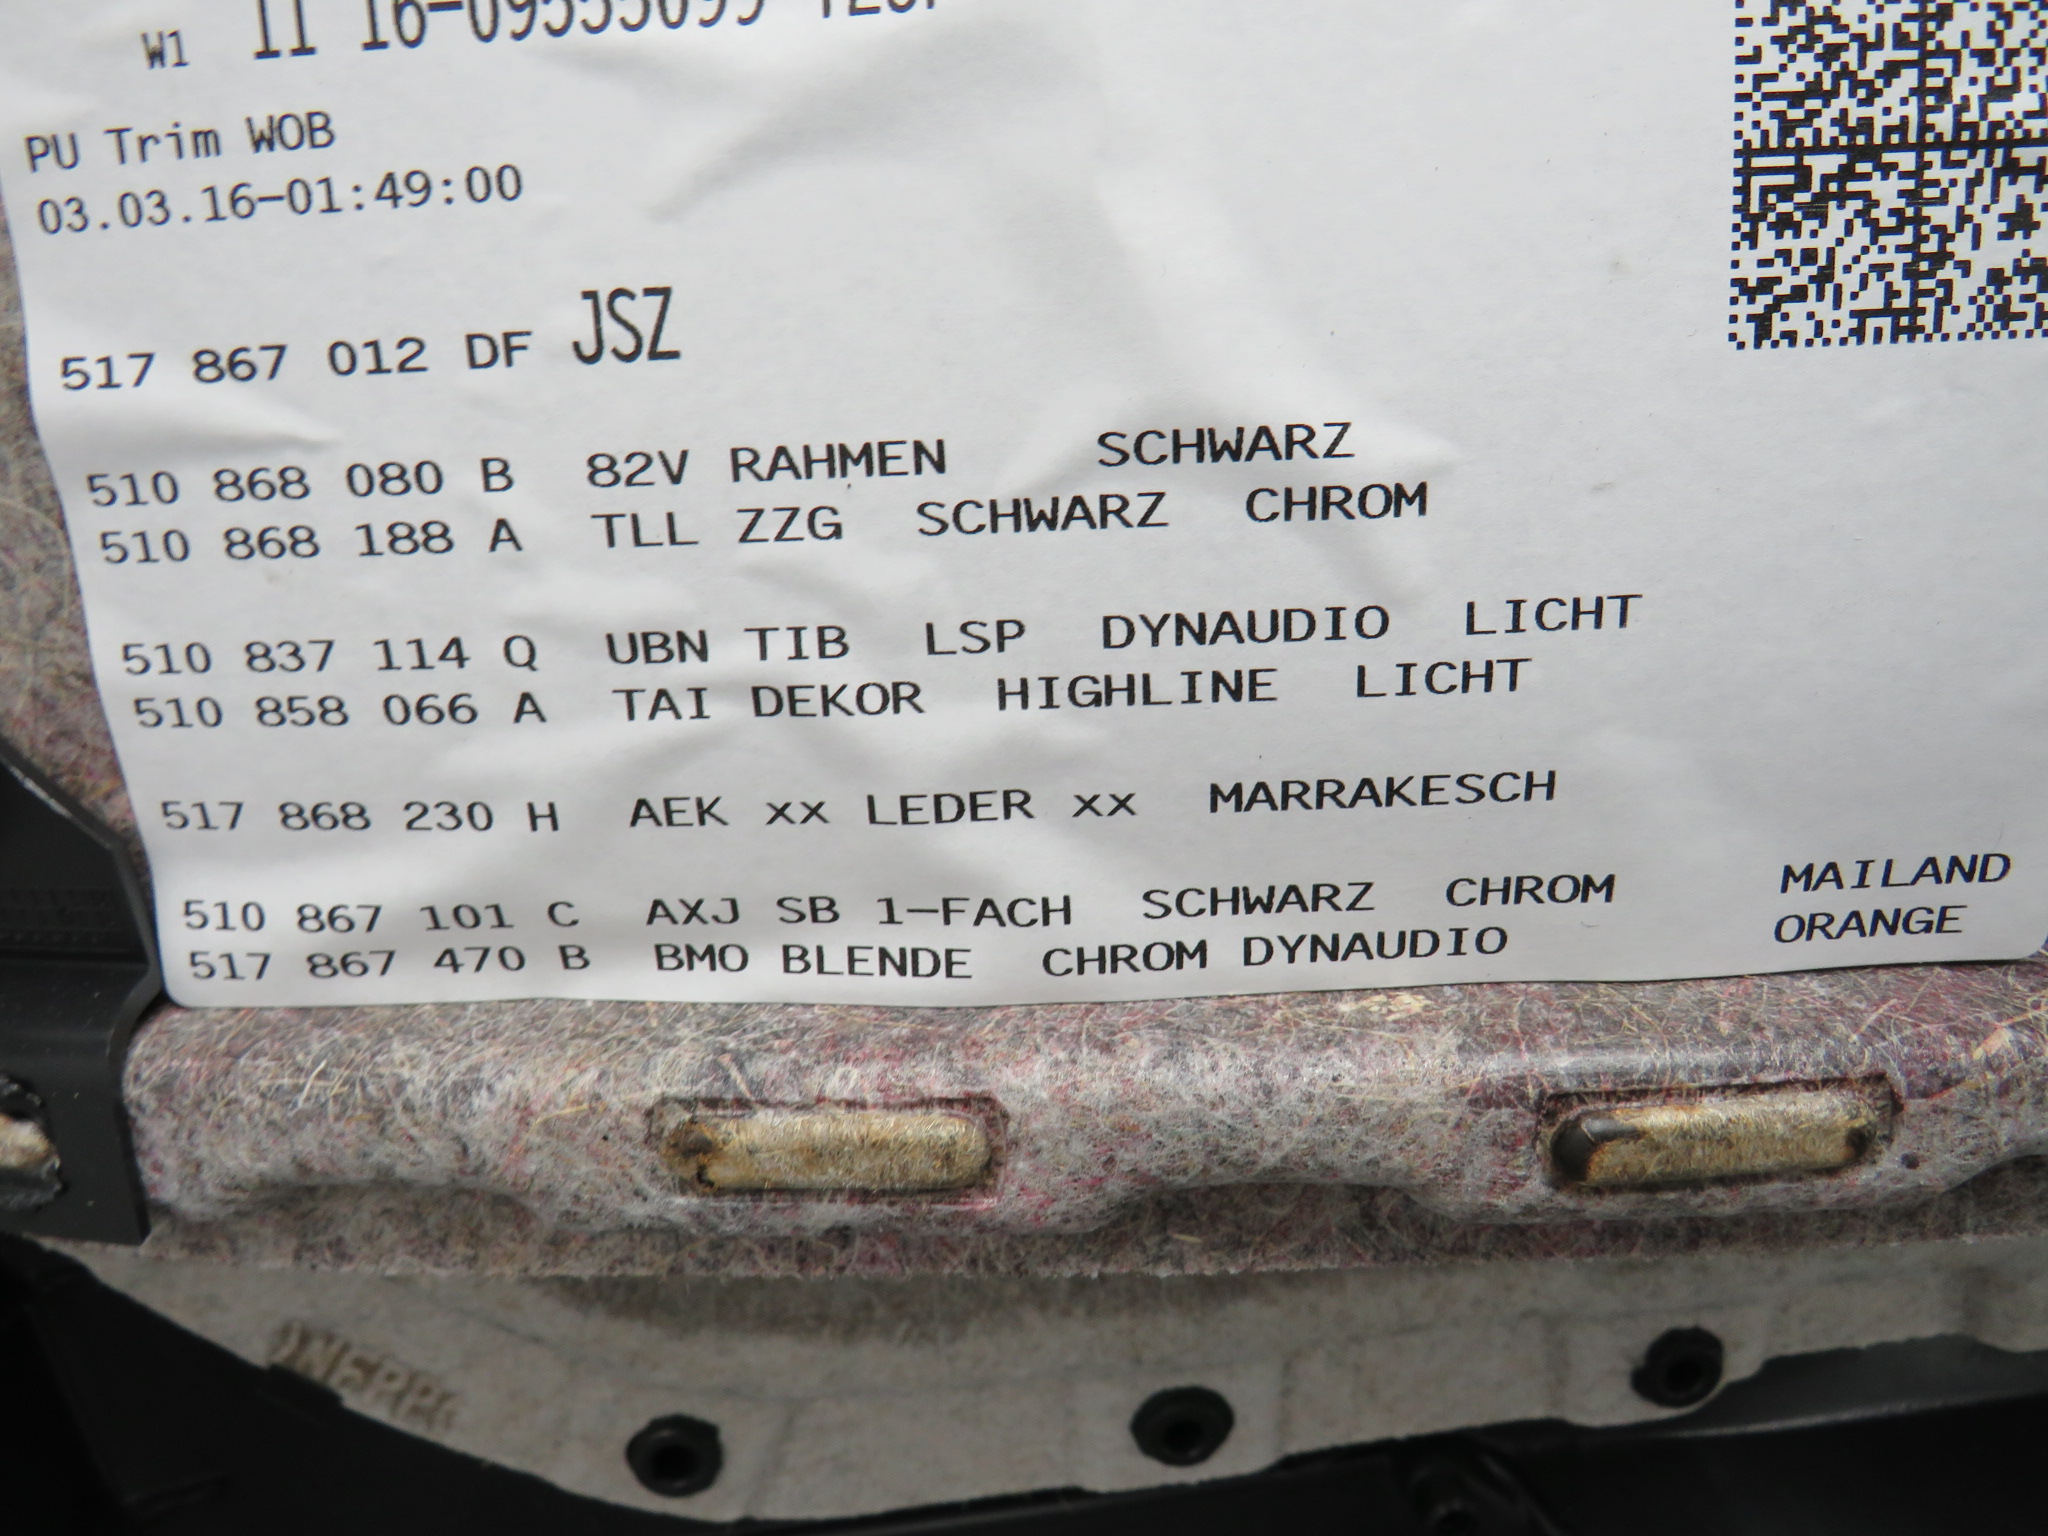 W1 11 16-09555099
PU Trim WOB
03.03.16-01:49:00
517 867 012 DF JSZ
510 868 080 B 82V RAHMEN SCHWARZ
510 868 188 A TLL ZZG SCHWARZ CHROM
510 837 114 Q UBN TIB LSP DYNAUDIO LICHT
510 858 066 A TAI DEKOR HIGHLINE LICHT
517 868 230 H AEK xx LEDER xx MARRAKESCH
510 867 101 C AXJ SB 1-FACH SCHWARZ CHROM MAILAND
517 867 470 B BMO BLENDE CHROM DYNAUDIO ORANGE